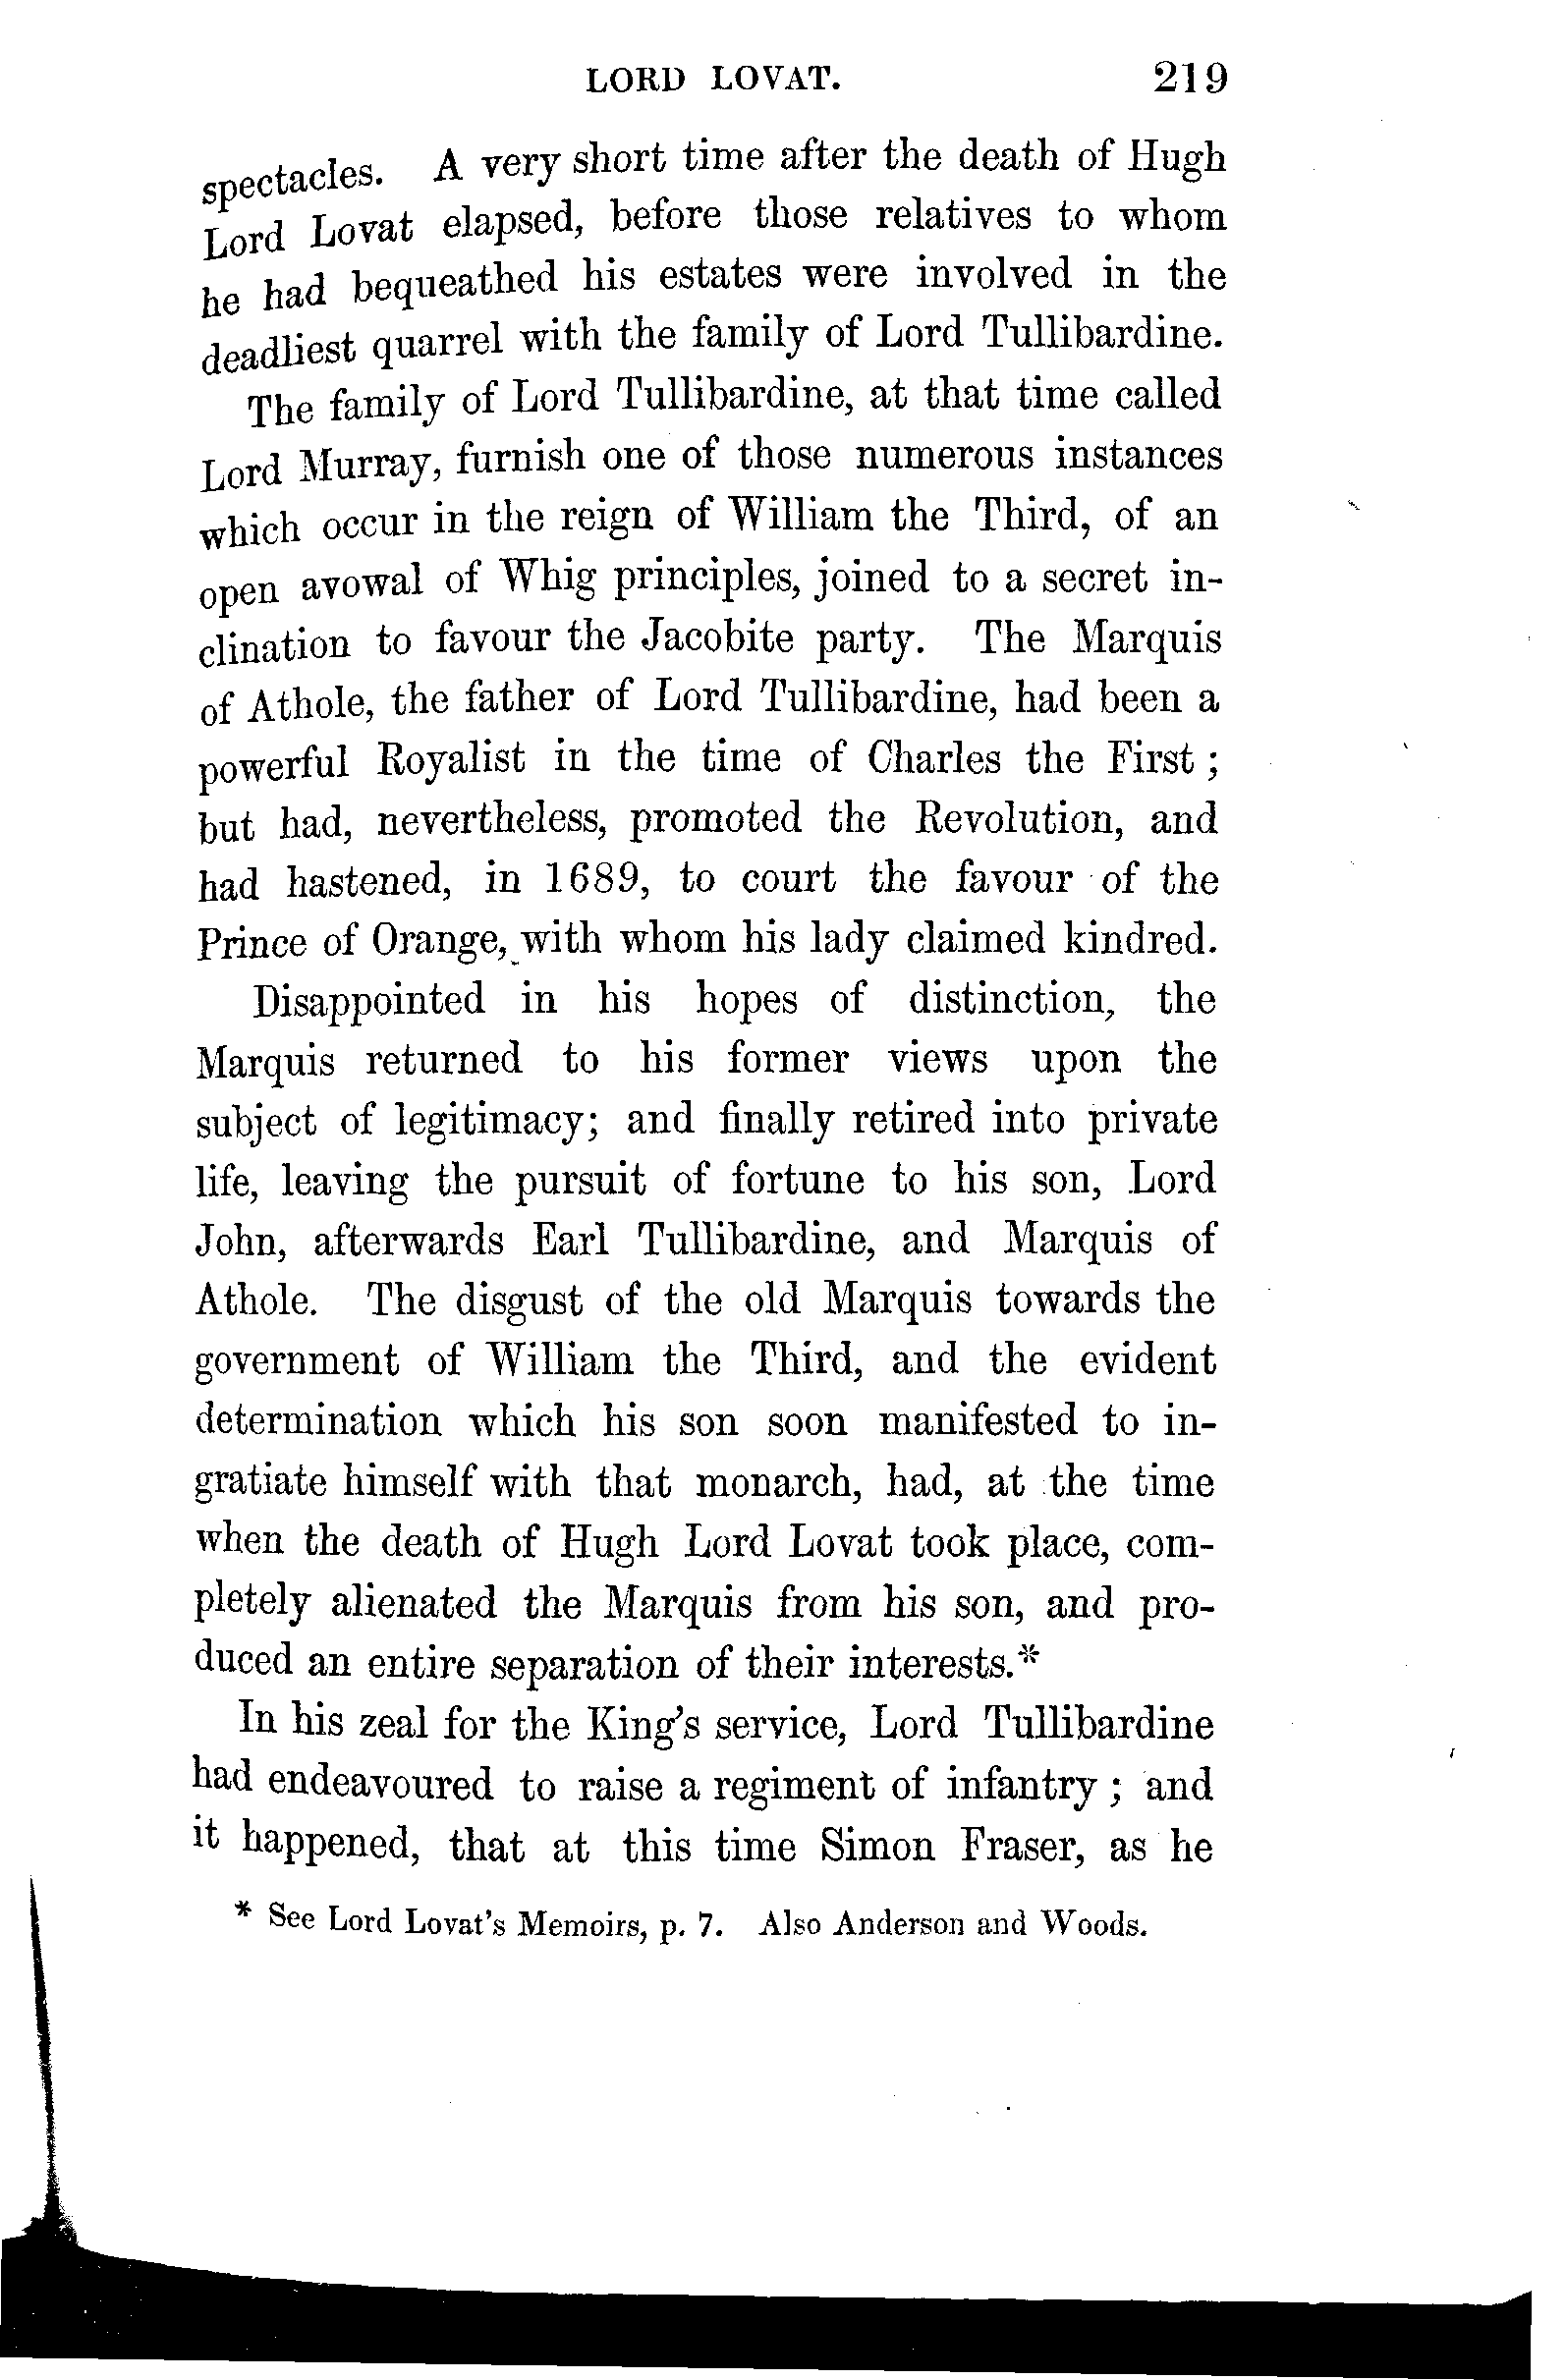 LORD LOVAT. 219
spectacles. A very short time after the death of Hugh
Lord Lovat elapsed, before those relatives to whom
he had bequeathed his estates were involved in the
deadliest quarrel with the family of Lord Tullibardine.
The family of Lord Tullibardine, at that time called
Lord Murray, furnish one of those numerous instances
which occur in the reign of William the Third, of an
open avowal of Whig principles, joined to a secret in-
clination to favour the Jacobite party. The Marquis
of Athole, the father of Lord Tullibardine, had been a
powerful Royalist in the time of Charles the First;
but had, nevertheless, promoted the Revolution, and
had hastened, in 1689, to court the favour of the
Prince of Orange, with whom his lady claimed kindred.
Disappointed in his hopes of distinction, the
Marquis returned to his former views upon the
subject of legitimacy; and finally retired into private
life, leaving the pursuit of fortune to his son, Lord
John, afterwards Earl Tullibardine, and Marquis of
Athole. The disgust of the old Marquis towards the
government of William the Third, and the evident
determination which his son soon manifested to in-
gratiate himself with that monarch, had, at the time
when the death of Hugh Lord Lovat took place, com-
pletely alienated the Marquis from his son, and pro-
duced an entire separation of their interests.*
In his zeal for the King's service, Lord Tullibardine
had endeavoured to raise a regiment of infantry; and
it happened, that at this time Simon Fraser, as he
* See Lord Lovat's Memoirs, p. 7. Also Anderson and Woods.